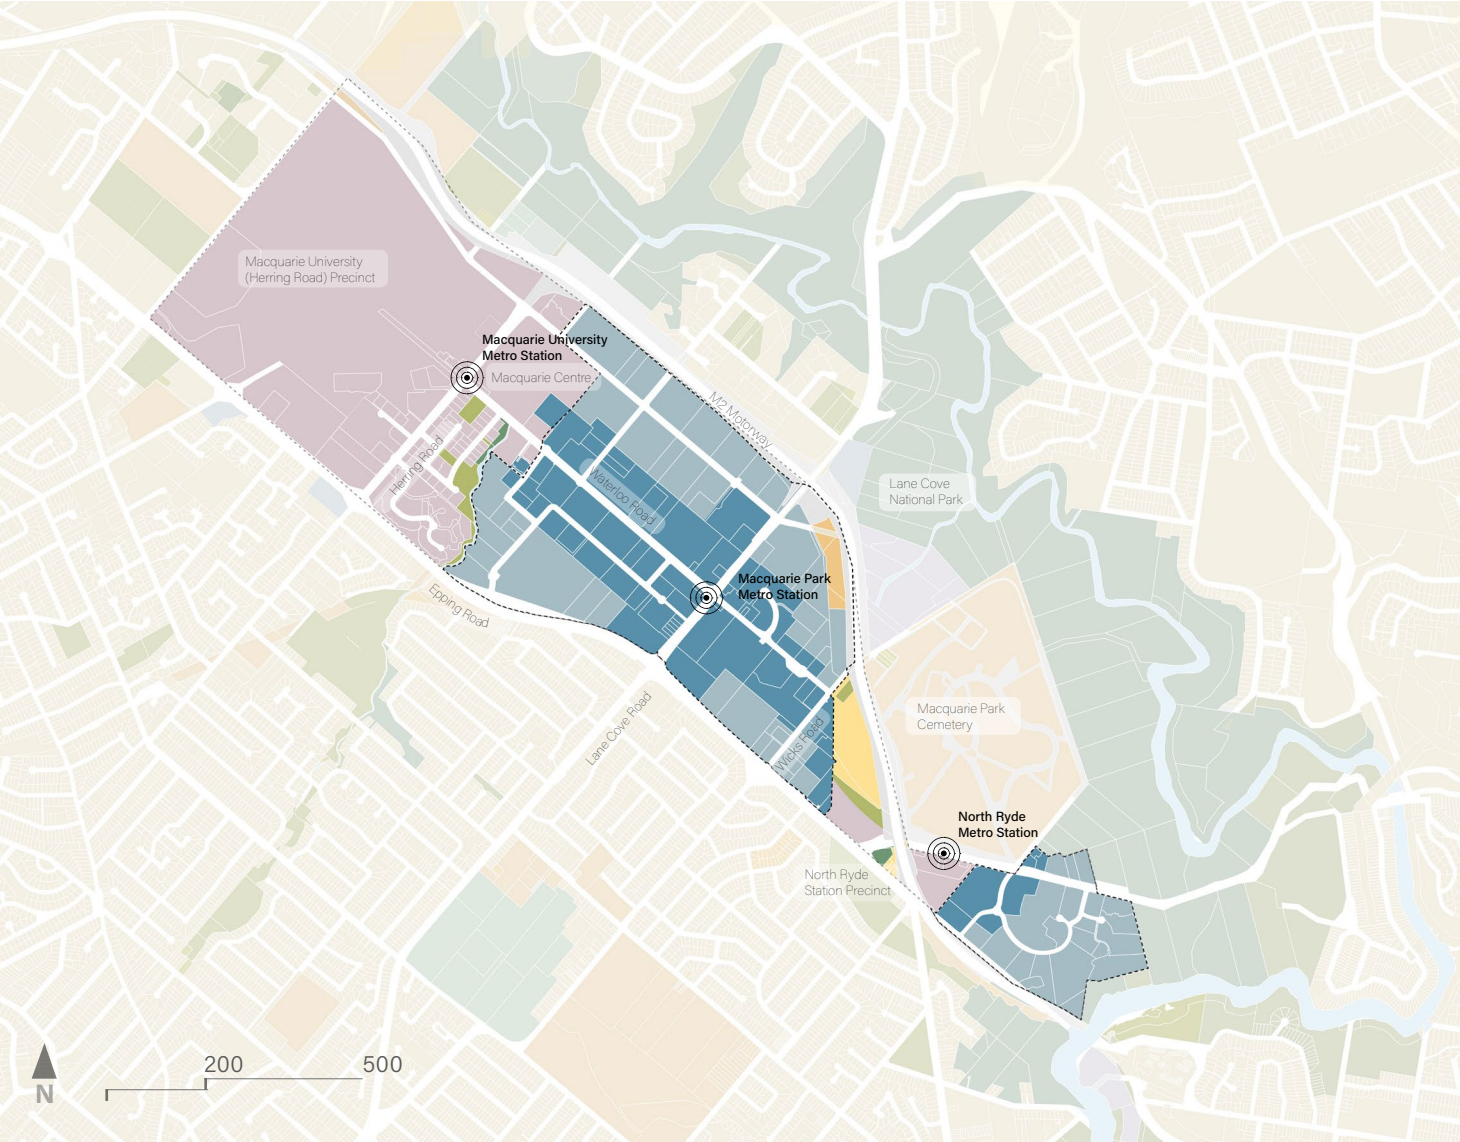 Macquarie University
(Herring Road) Precinct
Macquarie University
Metro Station
Macquarie Centre
M2 Motorway
Herring Road
Waterloo Road
Lane Cove
National Park
Macquarie Park
Metro Station
Epping Road
Lane Cove Road
Wicks Road
Macquarie Park
Cemetery
North Ryde
Metro Station
North Ryde
Station Precinct
200
500
N